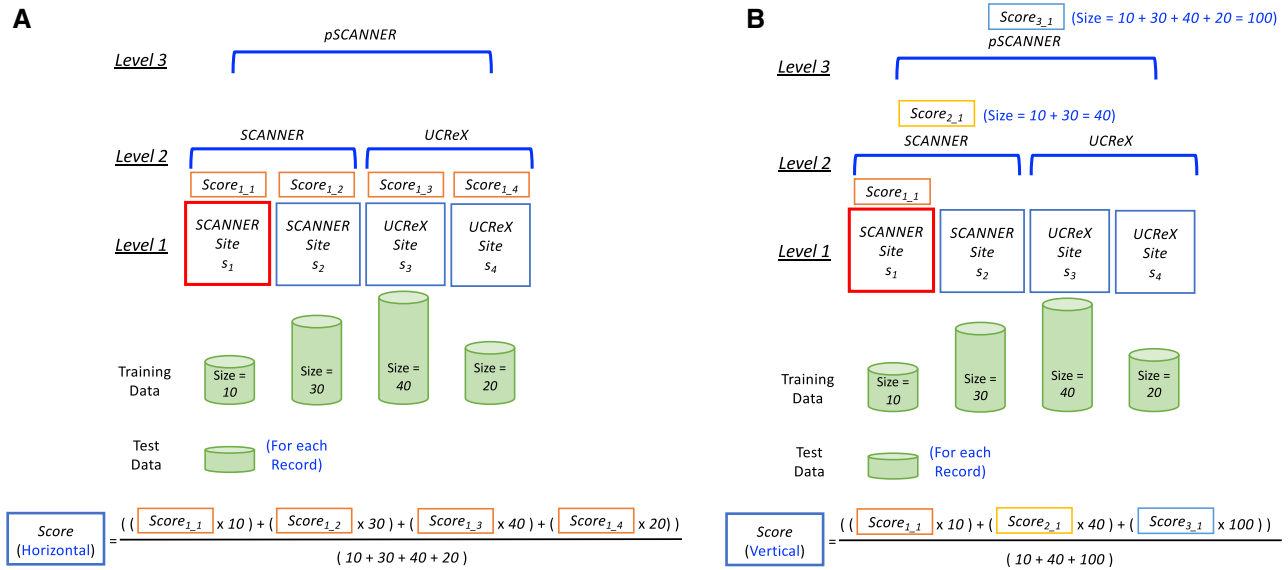 A
pSCANNER
Level 3
SCANNER UCReX
Level 2
Score1_1 Score1_2 Score1_3 Score1_4
Level 1
SCANNER Site s1
SCANNER Site s2
UCReX Site s3
UCReX Site s4
Training Data
Size = 10
Size = 30
Size = 40
Size = 20
Test Data
(For each Record)
Score (Horizontal) = ( ( Score1_1 x 10 ) + ( Score1_2 x 30 ) + ( Score1_3 x 40 ) + ( Score1_4 x 20) )
( 10 + 30 + 40 + 20 )
B
Score3_1 (Size = 10 + 30 + 40 + 20 = 100)
pSCANNER
Level 3
Score2_1 (Size = 10 + 30 = 40)
SCANNER UCReX
Level 2
Score1_1
Level 1
SCANNER Site s1
SCANNER Site s2
UCReX Site s3
UCReX Site s4
Training Data
Size = 10
Size = 30
Size = 40
Size = 20
Test Data
(For each Record)
Score (Vertical) = ( ( Score1_1 x 10 ) + ( Score2_1 x 40 ) + ( Score3_1 x 100 ) )
( 10 + 40 + 100 )